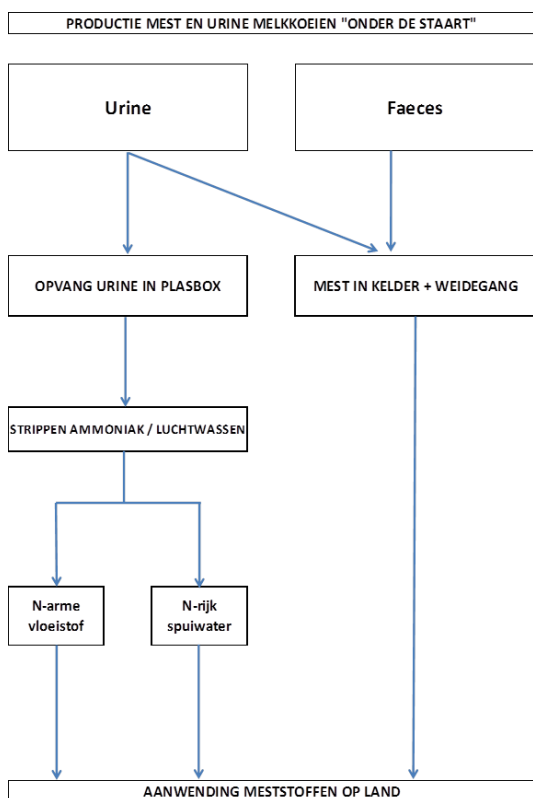 PRODUCTIE MEST EN URINE MELKKOEIEN "ONDER DE STAART"
Urine
Faeces
OPVANG URINE IN PLASBOX
MEST IN KELDER + WEIDEGANG
STRIPPEN AMMONIAK / LUCHTWASSEN
N-arme
vloeistof
N-rijk
spuiwater
AANWENDING MESTSTOFFEN OP LAND